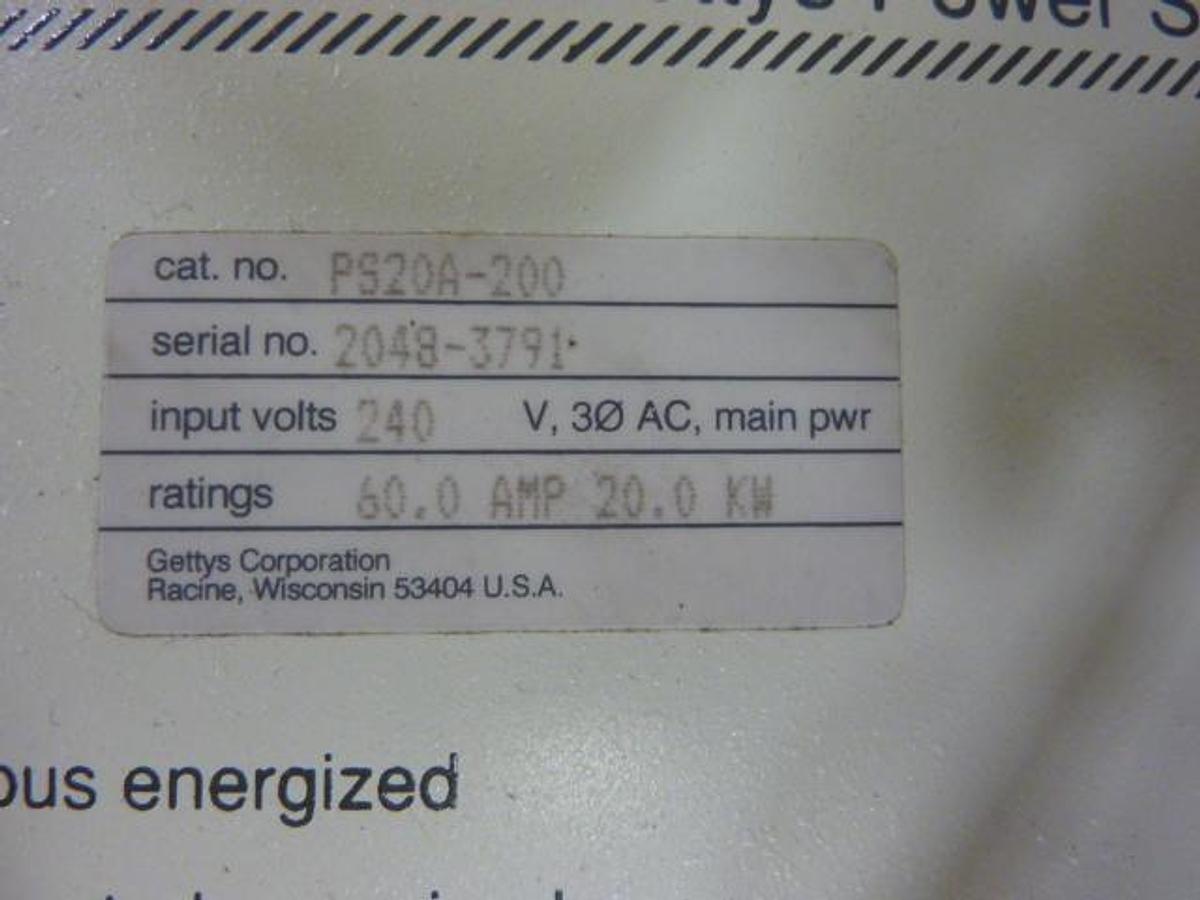 Power
cat. no. PS20A-200
serial no. 2048-3791
input volts 240 V, 3Ø AC, main pwr
ratings 60.0 AMP 20.0 KW
Gettys Corporation
Racine, Wisconsin 53404 U.S.A.
bus energized